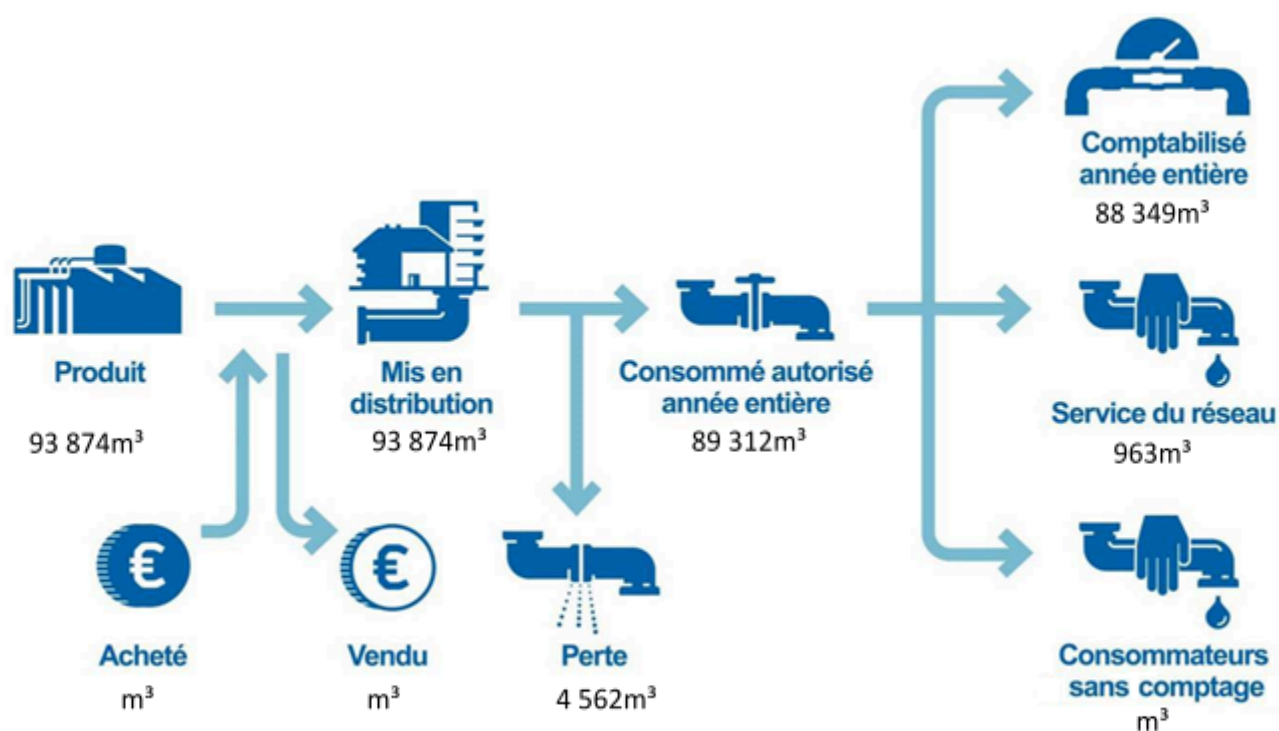 Comptabilisé
année entière
88 349m³
Produit
93 874m³
Mis en
distribution
93 874m³
Consommé autorisé
année entière
89 312m³
Service du réseau
963m³
€
Acheté
m³
€
Vendu
m³
Perte
4 562m³
Consommateurs
sans comptage
m³